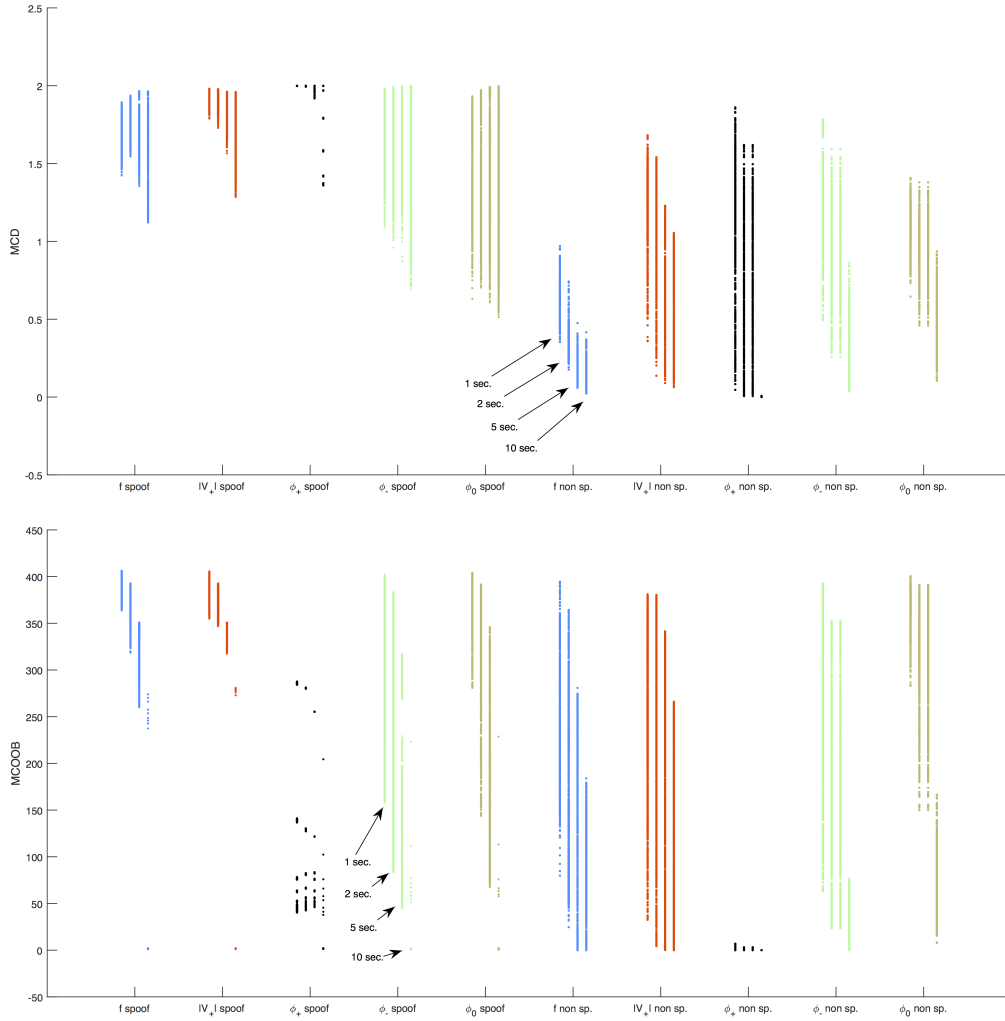 2.5
2
1.5
1
0.5
0
-0.5
MCD
1 sec.
2 sec.
5 sec.
10 sec.
f spoof
|V₊| spoof
ϕ₊ spoof
ϕ₋ spoof
ϕ₀ spoof
f non sp.
|V₊| non sp.
ϕ₊ non sp.
ϕ₋ non sp.
ϕ₀ non sp.
450
400
350
300
250
200
150
100
50
0
-50
MCOOB
1 sec.
2 sec.
5 sec.
10 sec.
f spoof
|V₊| spoof
ϕ₊ spoof
ϕ₋ spoof
ϕ₀ spoof
f non sp.
|V₊| non sp.
ϕ₊ non sp.
ϕ₋ non sp.
ϕ₀ non sp.